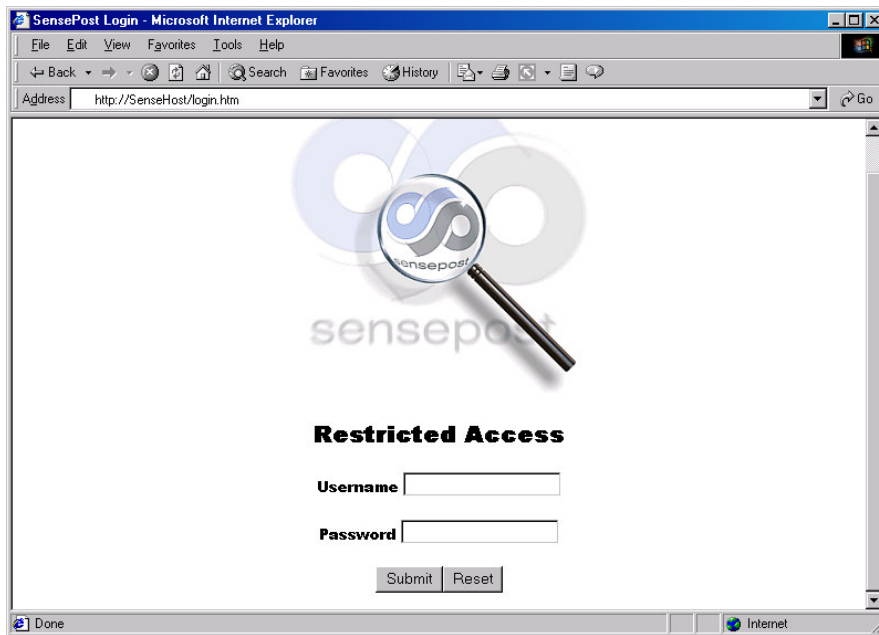 SensePost Login - Microsoft Internet Explorer
File Edit View Favorites Tools Help
Back Search Favorites History
Address http://SenseHost/login.htm Go
sensepost
sensepost
Restricted Access
Username
Password
Submit Reset
Done Internet